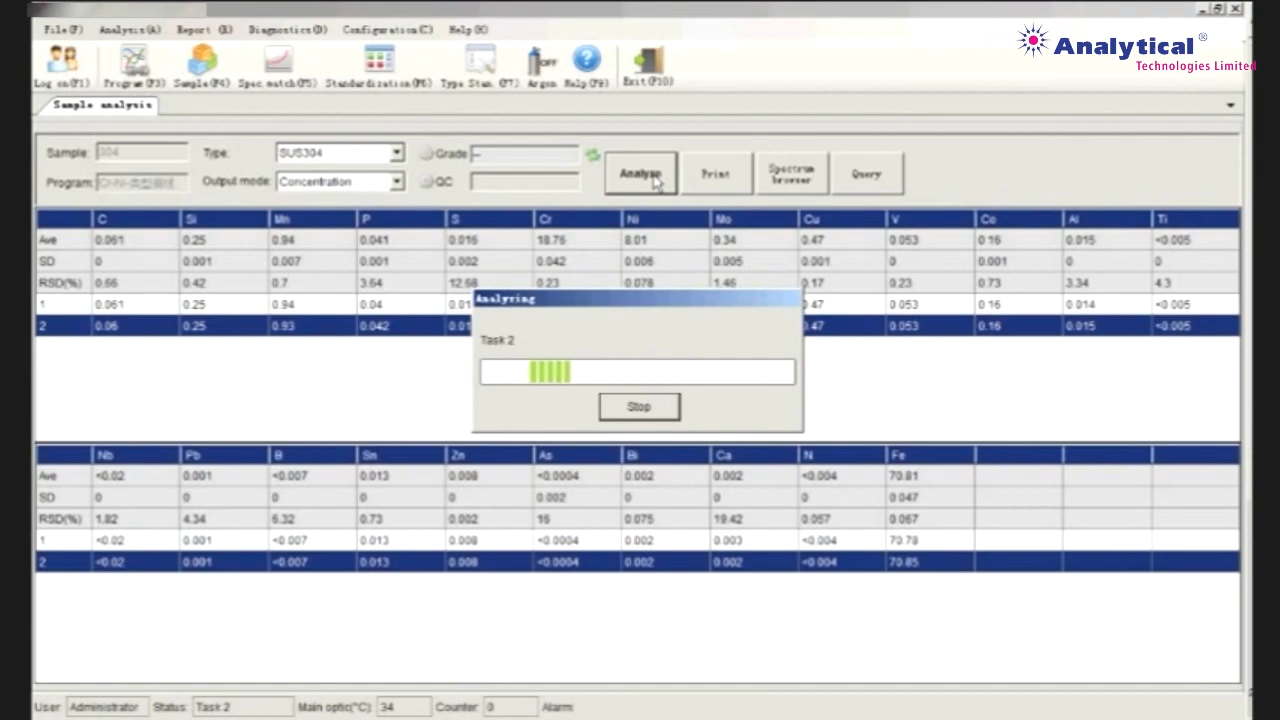 File(F) Analysis(A) Report (R) Diagnostics(D) Configuration(C) Help(H)
Analytical®
Technologies Limited
OFF
Log on(F1) Program(F3) Sample(F4) Spec match(F5) Standardization(F6) Type Stan. (F7) Argon Help(F9) Exit(F10)
Sample analysis
Sample: 304 Type: SUS304 Grade --
Program: Output mode: Concentration QC
Analyse Print Spectrum browser Query
C Si Mn P S Cr Ni Mo Cu V Co Al Ti
Ave 0.061 0.25 0.94 0.041 0.016 18.76 8.01 0.34 0.47 0.053 0.16 0.015 <0.005
SD 0 0.001 0.007 0.001 0.002 0.042 0.006 0.005 0.001 0 0.001 0 0
RSD(%) 0.66 0.42 0.7 3.64 12.68 0.23 0.078 1.46 0.17 0.23 0.73 3.34 4.3
1 0.061 0.25 0.94 0.04 0.01 0.47 0.053 0.16 0.014 <0.005
2 0.06 0.25 0.93 0.042 0.01 0.47 0.053 0.16 0.015 <0.005
Analyzing
Task 2
Stop
Nb Pb B Sn Zn As Bi Ca N Fe
Ave <0.02 0.001 <0.007 0.013 0.008 <0.0004 0.002 0.002 <0.004 70.81
SD 0 0 0 0 0 0.002 0 0 0 0.047
RSD(%) 1.82 4.34 6.32 0.73 0.002 16 0.075 19.42 0.057 0.067
1 <0.02 0.001 <0.007 0.013 0.008 <0.0004 0.002 0.003 <0.004 70.78
2 <0.02 0.001 <0.007 0.013 0.008 <0.0004 0.002 0.002 <0.004 70.85
User: Administrator Status: Task 2 Main optic(°C): 34 Counter: 0 Alarm: